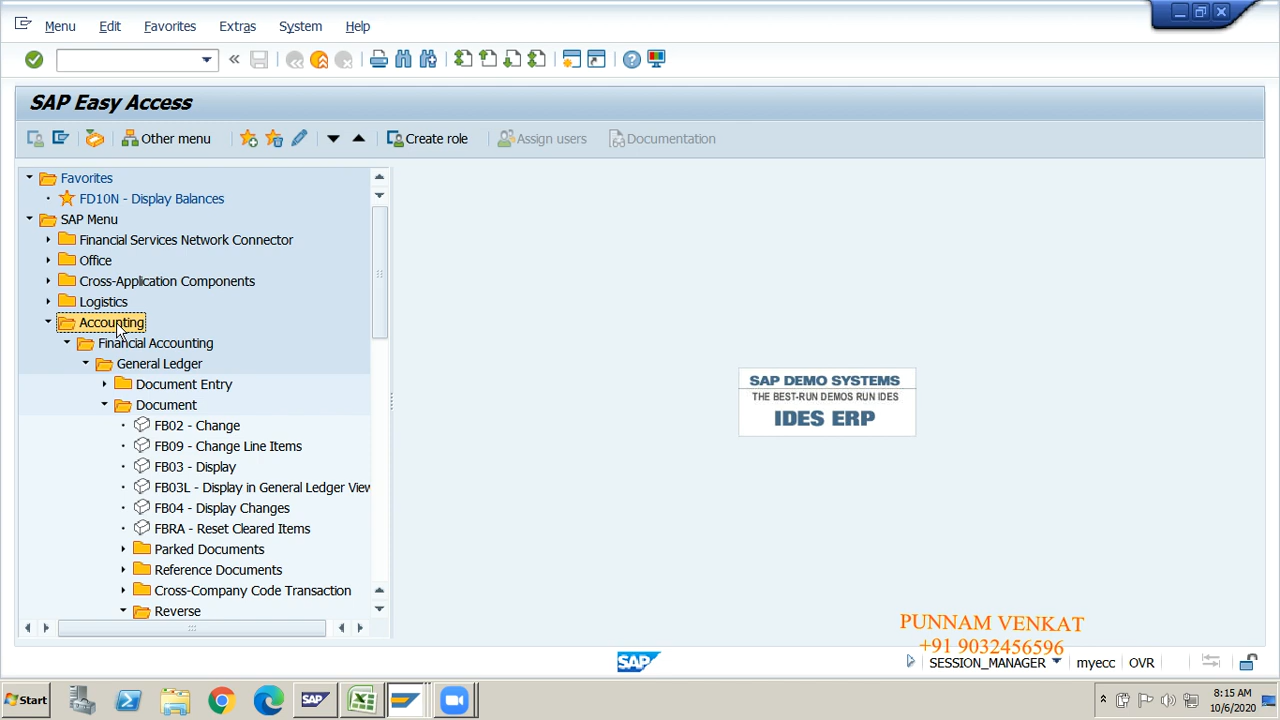 Menu Edit Favorites Extras System Help
SAP Easy Access
Other menu Create role Assign users Documentation
Favorites
FD10N - Display Balances
SAP Menu
Financial Services Network Connector
Office
Cross-Application Components
Logistics
Accounting
Financial Accounting
General Ledger
Document Entry
Document
FB02 - Change
FB09 - Change Line Items
FB03 - Display
FB03L - Display in General Ledger View
FB04 - Display Changes
FBRA - Reset Cleared Items
Parked Documents
Reference Documents
Cross-Company Code Transaction
Reverse
SAP DEMO SYSTEMS
THE BEST-RUN DEMOS RUN IDES
IDES ERP
PUNNAM VENKAT
+91 9032456596
SAP
SESSION_MANAGER myecc OVR
Start
SAP
8:15 AM
10/6/2020